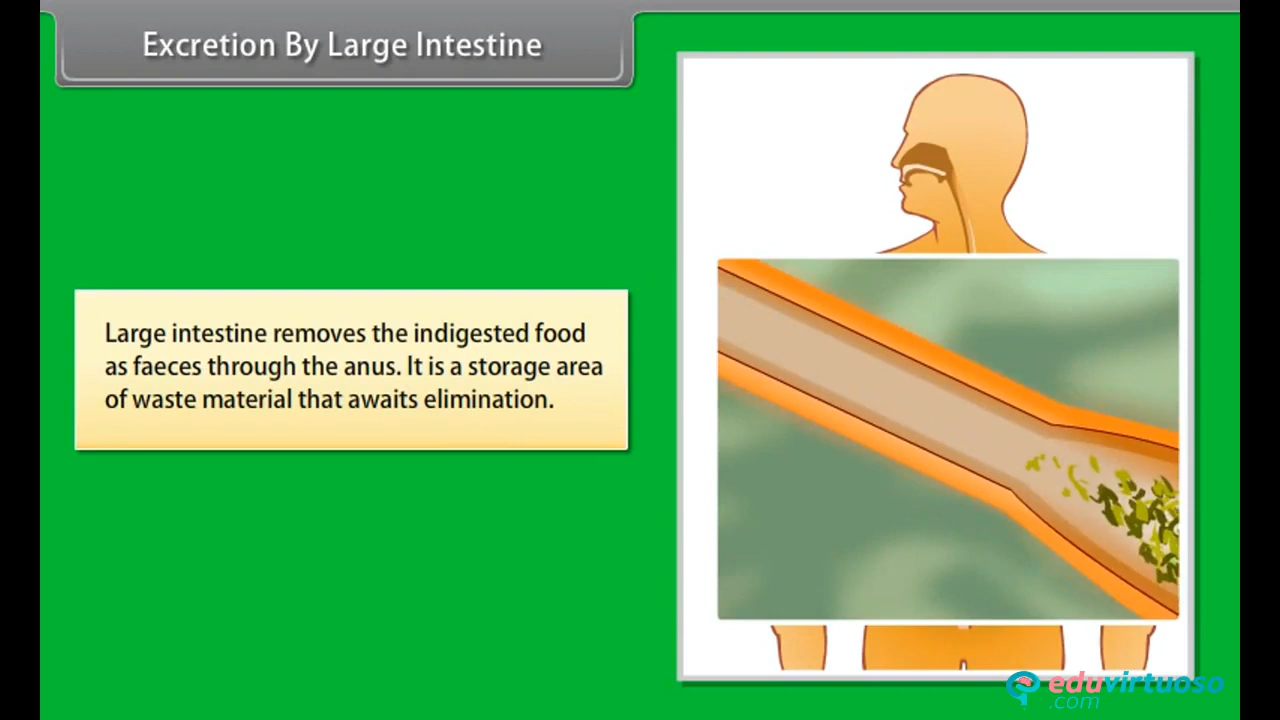 Excretion By Large Intestine
Large intestine removes the indigested food
as faeces through the anus. It is a storage area
of waste material that awaits elimination.
eduvirtuoso
.com